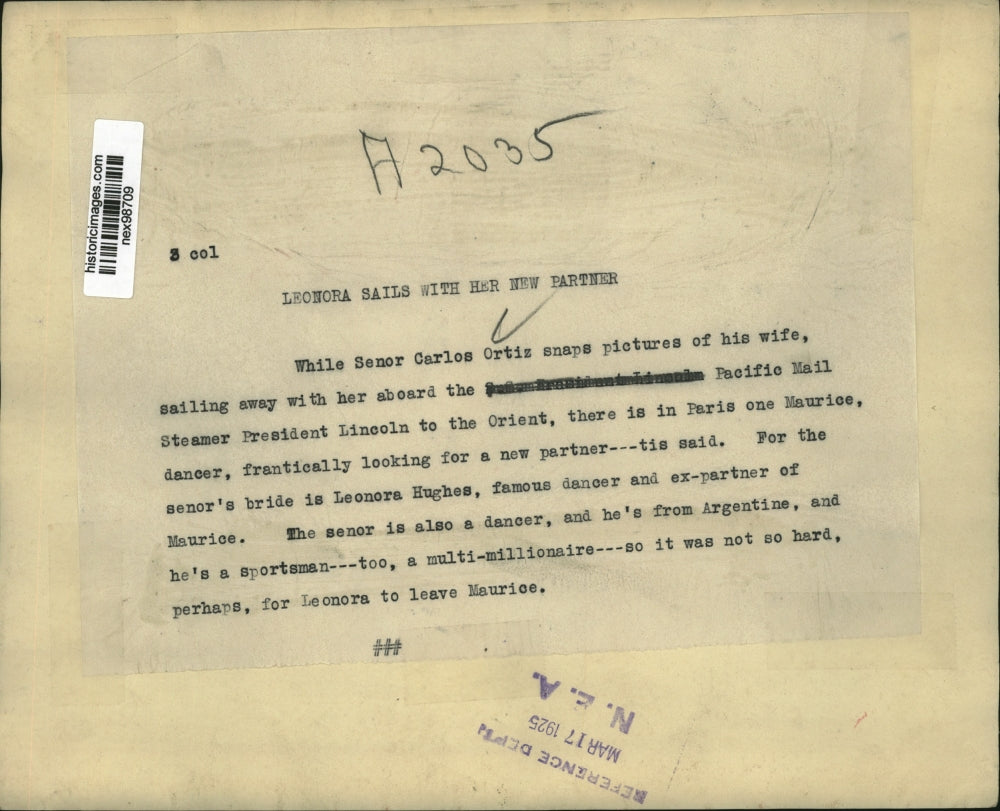 A2035
historicimages.com
nex98709
3 col
LEONORA SAILS WITH HER NEW PARTNER
While Senor Carlos Ortiz snaps pictures of his wife,
sailing away with her aboard the Pacific Mail
Steamer President Lincoln to the Orient, there is in Paris one Maurice,
dancer, frantically looking for a new partner---tis said. For the
senor's bride is Leonora Hughes, famous dancer and ex-partner of
Maurice. The senor is also a dancer, and he's from Argentine, and
he's a sportsman---too, a multi-millionaire---so it was not so hard,
perhaps, for Leonora to leave Maurice.
###
REFERENCE DEPT.
MAR 17 1925
N. E. A.